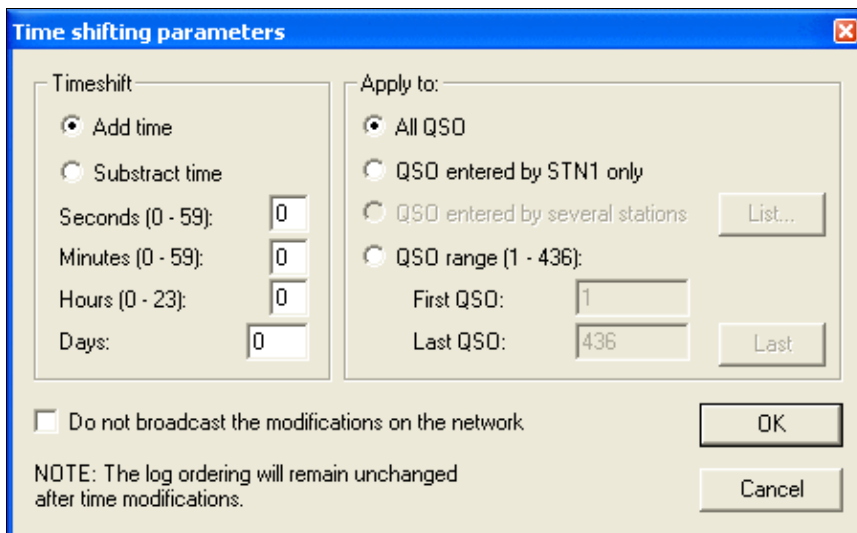 Time shifting parameters
Timeshift
Add time
Substract time
Seconds (0 - 59): 0
Minutes (0 - 59): 0
Hours (0 - 23): 0
Days: 0
Apply to:
All QSO
QSO entered by STN1 only
QSO entered by several stations List...
QSO range (1 - 436):
First QSO: 1
Last QSO: 436 Last
Do not broadcast the modifications on the network OK
NOTE: The log ordering will remain unchanged
after time modifications.
Cancel